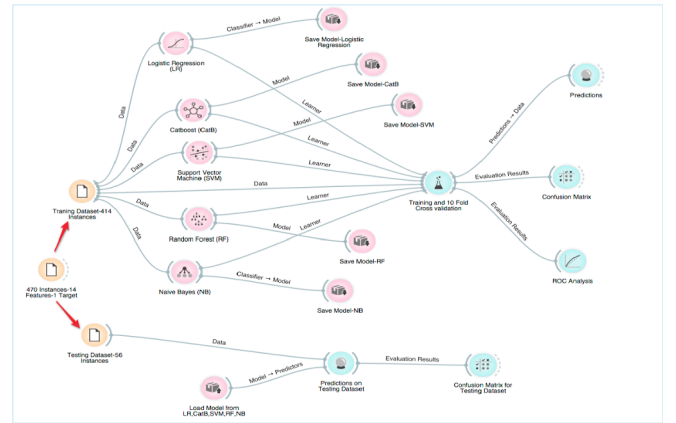 Classifier → Model
Save Model-Logistic
Regression
Logistic Regression
(LR)
Model
Save Model-CatB
Learner
Data
Predictions → Data
Predictions
Catboost (CatB)
Model
Save Model-SVM
Learner
Data
Support Vector
Machine (SVM)
Learner
Data
Data
Traning Dataset-414
Instances
Training and 10 Fold
Cross validation
Evaluation Results
Confusion Matrix
Data
Learner
Random Forest (RF)
Model
Learner
Save Model-RF
Evaluation Results
ROC Analysis
Data
Naive Bayes (NB)
Classifier → Model
Save Model-NB
470 Instances-14
Features-1 Target
Testing Dataset-56
Instances
Data
Predictions on
Testing Dataset
Evaluation Results
Confusion Matrix for
Testing Dataset
Model → Predictors
Load Model from
LR,CatB,SVM,RF,NB